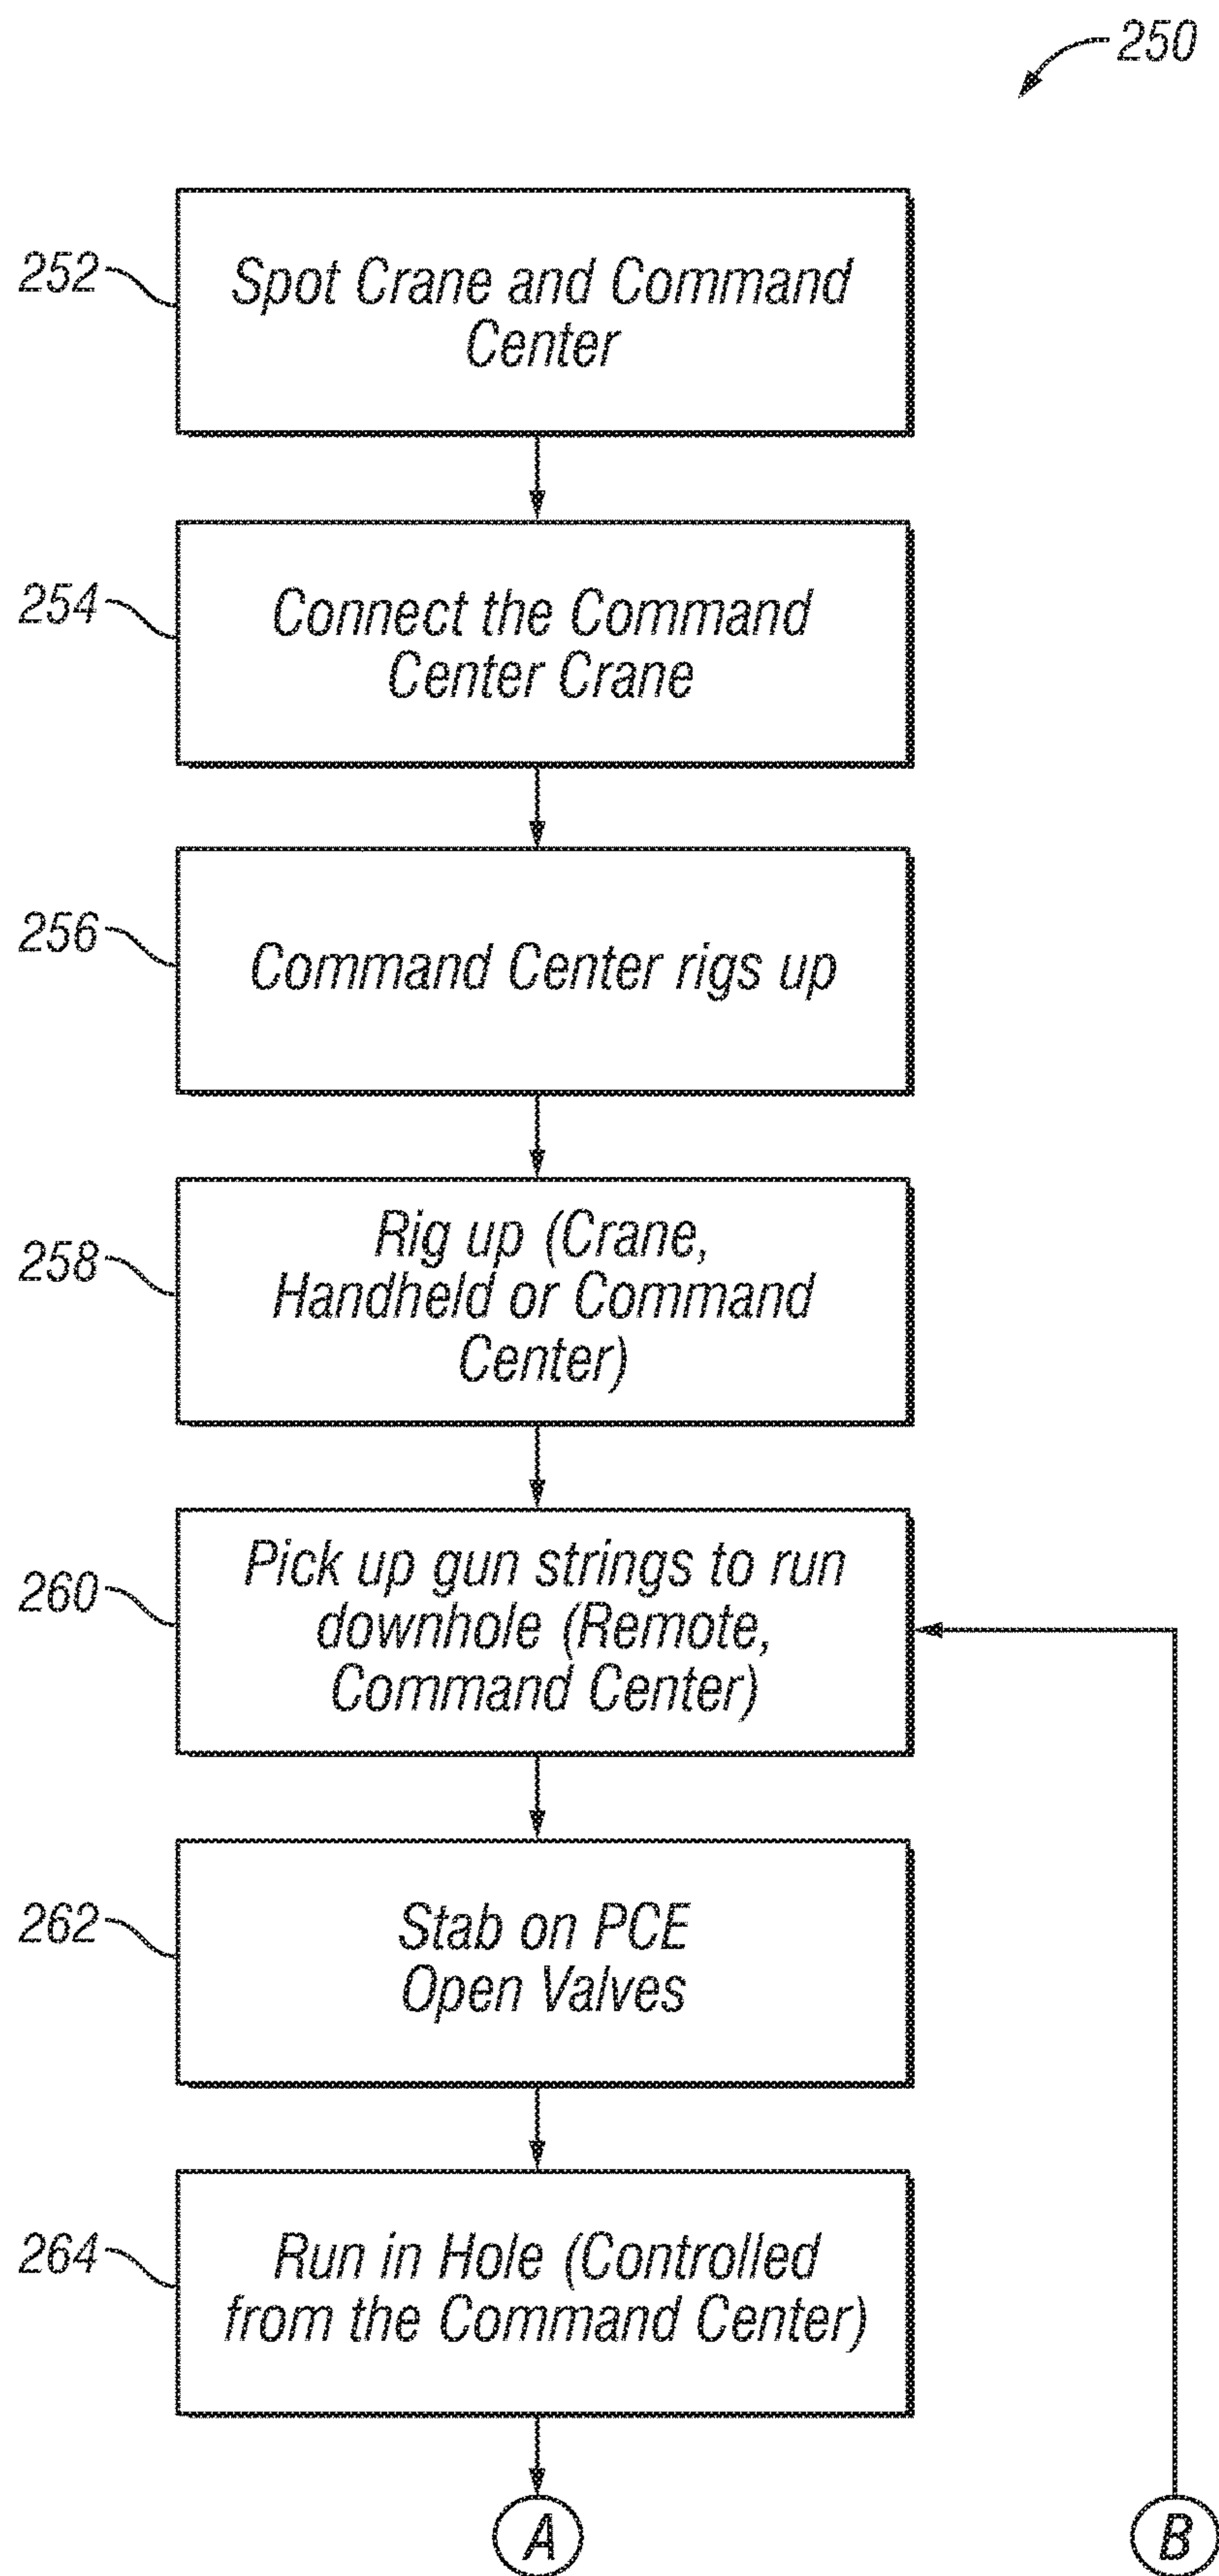 250
252
Spot Crane and Command
Center
254
Connect the Command
Center Crane
256
Command Center rigs up
258
Rig up (Crane,
Handheld or Command
Center)
260
Pick up gun strings to run
downhole (Remote,
Command Center)
262
Stab on PCE
Open Valves
264
Run in Hole (Controlled
from the Command Center)
A
B